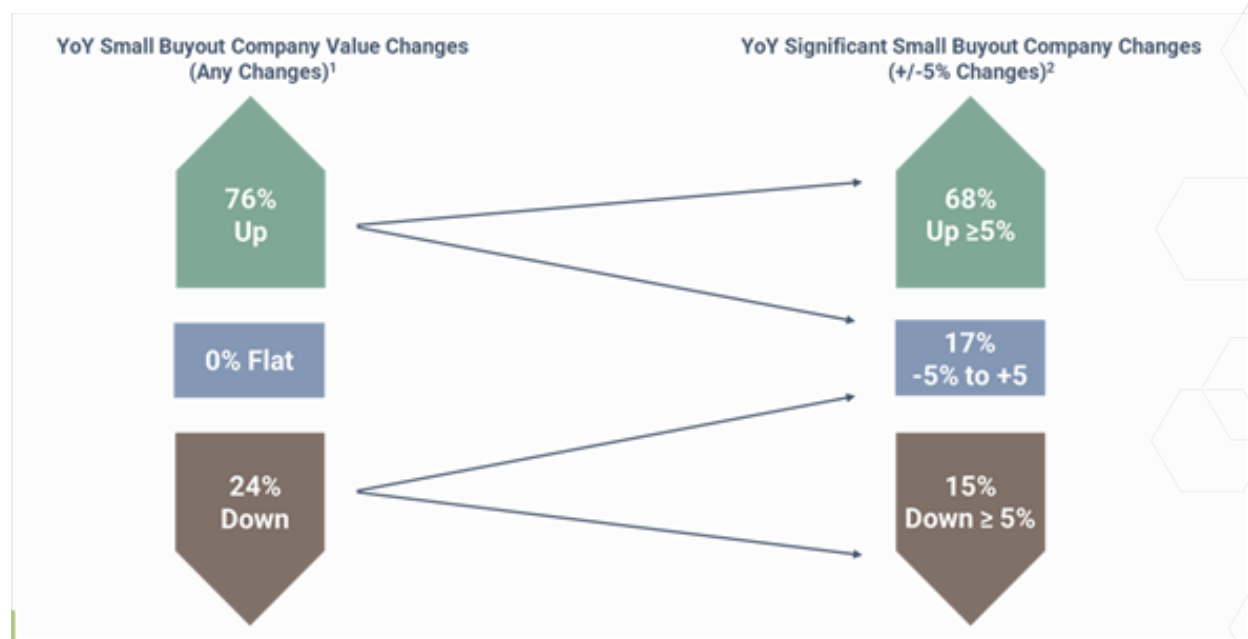 YoY Small Buyout Company Value Changes
(Any Changes)¹
76%
Up
0% Flat
24%
Down
YoY Significant Small Buyout Company Changes
(+/-5% Changes)²
68%
Up ≥5%
17%
-5% to +5
15%
Down ≥ 5%